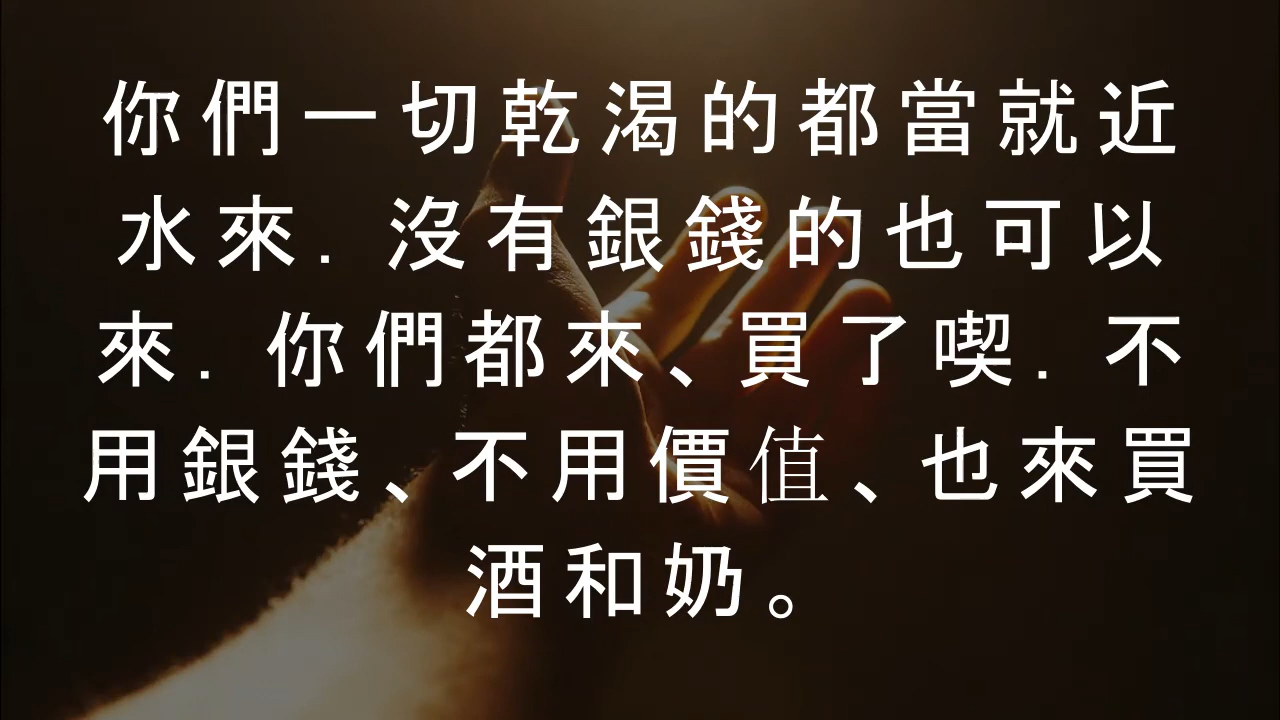 你們一切乾渴的都當就近
水來．沒有銀錢的也可以
來．你們都來、買了喫．不
用銀錢、不用價值、也來買
酒和奶。